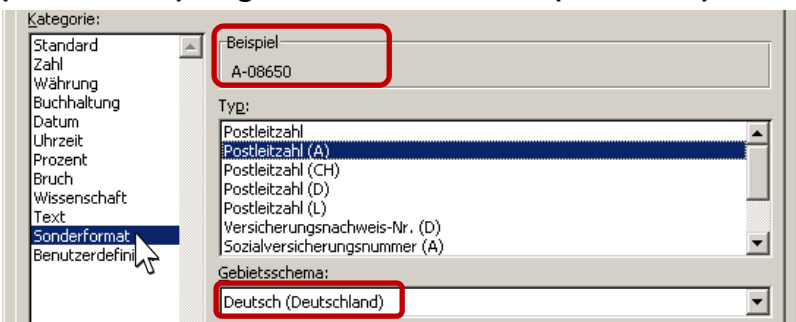 Kategorie:
Standard
Zahl
Währung
Buchhaltung
Datum
Uhrzeit
Prozent
Bruch
Wissenschaft
Text
Sonderformat
Benutzerdefini
Beispiel
A-08650
Typ:
Postleitzahl
Postleitzahl (A)
Postleitzahl (CH)
Postleitzahl (D)
Postleitzahl (L)
Versicherungsnachweis-Nr. (D)
Sozialversicherungsnummer (A)
Gebietsschema:
Deutsch (Deutschland)